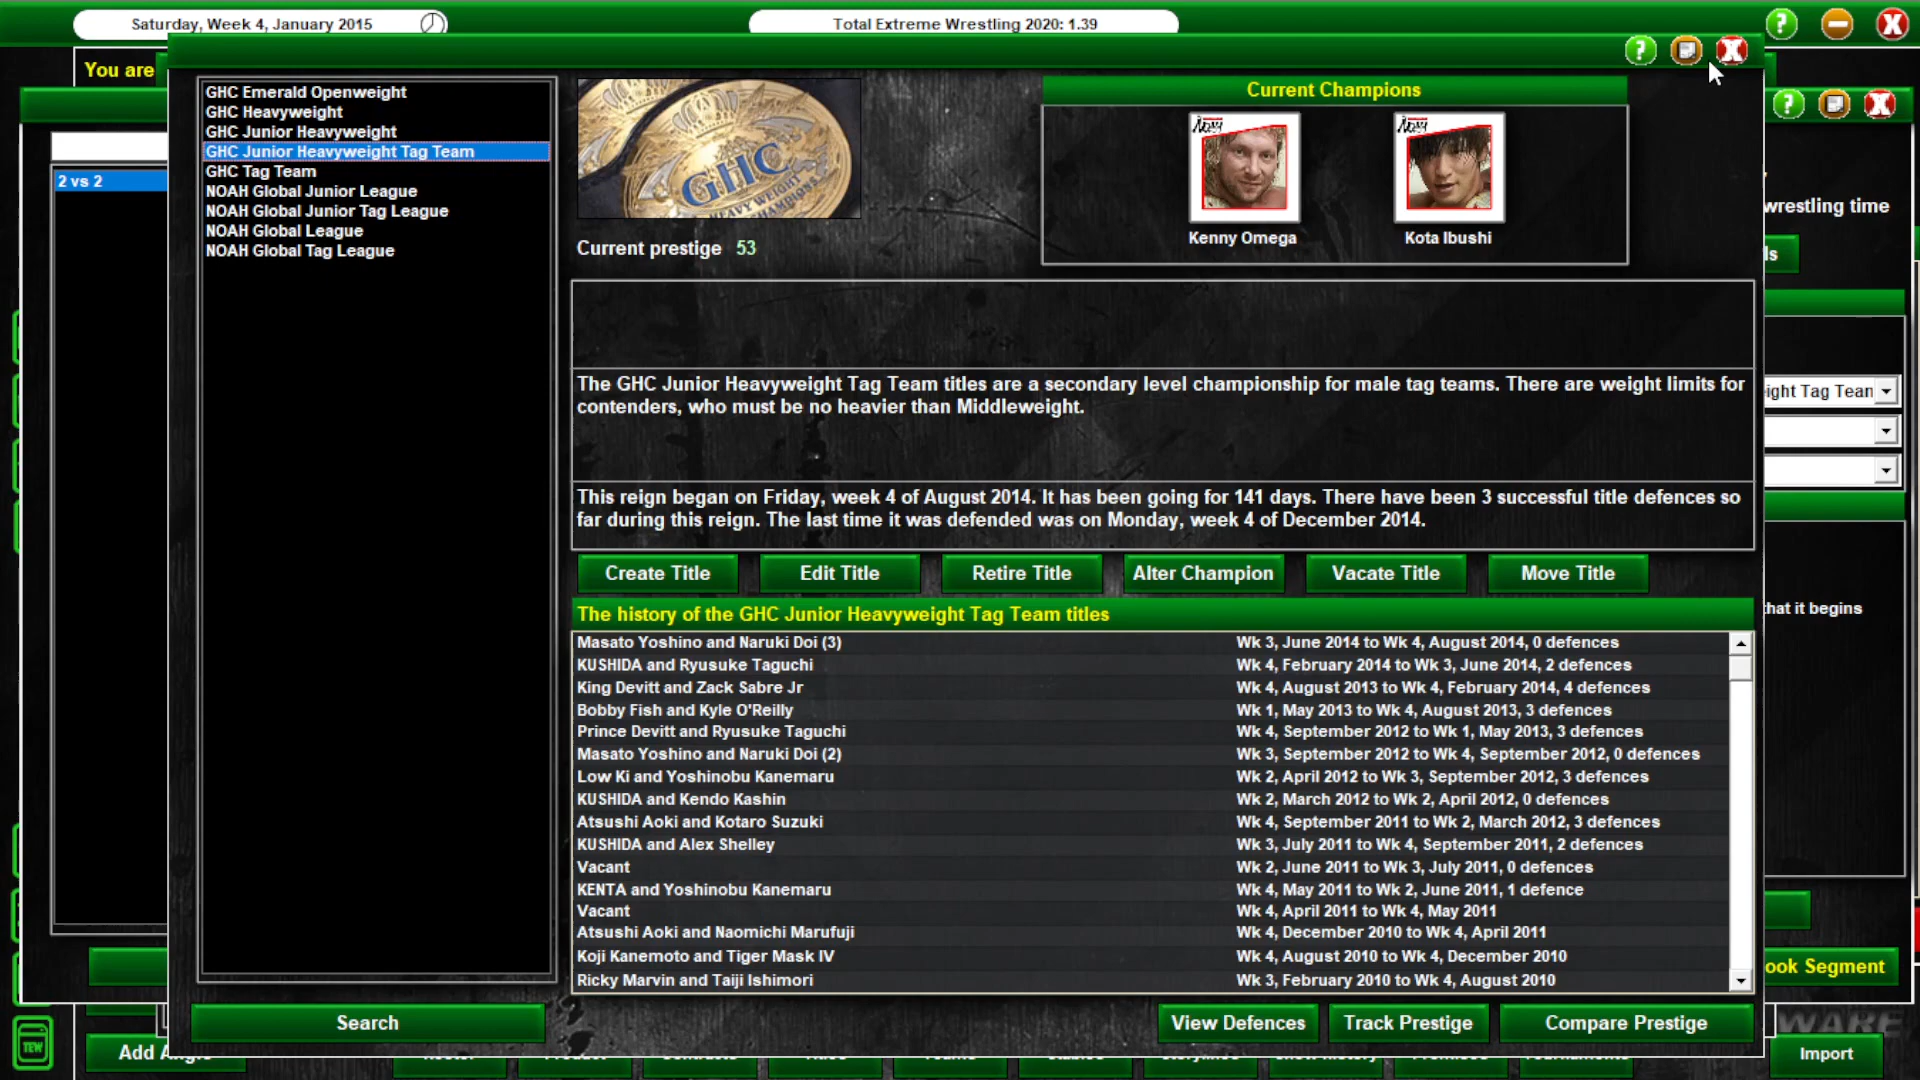 Saturday, Week 4, January 2015
Total Extreme Wrestling 2020: 1.39
You are
GHC Emerald Openweight
GHC Heavyweight
GHC Junior Heavyweight
GHC Junior Heavyweight Tag Team
GHC Tag Team
NOAH Global Junior League
NOAH Global Junior Tag League
NOAH Global League
NOAH Global Tag League
2 vs 2
GHC
HEAVY WEIGHT
CHAMPIONS
Current prestige 53
Current Champions
Kenny Omega
Kota Ibushi
wrestling time
ls
The GHC Junior Heavyweight Tag Team titles are a secondary level championship for male tag teams. There are weight limits for
contenders, who must be no heavier than Middleweight.
ight Tag Tean
This reign began on Friday, week 4 of August 2014. It has been going for 141 days. There have been 3 successful title defences so
far during this reign. The last time it was defended was on Monday, week 4 of December 2014.
Create Title
Edit Title
Retire Title
Alter Champion
Vacate Title
Move Title
The history of the GHC Junior Heavyweight Tag Team titles
that it begins
Masato Yoshino and Naruki Doi (3) Wk 3, June 2014 to Wk 4, August 2014, 0 defences
KUSHIDA and Ryusuke Taguchi Wk 4, February 2014 to Wk 3, June 2014, 2 defences
King Devitt and Zack Sabre Jr Wk 4, August 2013 to Wk 4, February 2014, 4 defences
Bobby Fish and Kyle O'Reilly Wk 1, May 2013 to Wk 4, August 2013, 3 defences
Prince Devitt and Ryusuke Taguchi Wk 4, September 2012 to Wk 1, May 2013, 3 defences
Masato Yoshino and Naruki Doi (2) Wk 3, September 2012 to Wk 4, September 2012, 0 defences
Low Ki and Yoshinobu Kanemaru Wk 2, April 2012 to Wk 3, September 2012, 3 defences
KUSHIDA and Kendo Kashin Wk 2, March 2012 to Wk 2, April 2012, 0 defences
Atsushi Aoki and Kotaro Suzuki Wk 4, September 2011 to Wk 2, March 2012, 3 defences
KUSHIDA and Alex Shelley Wk 3, July 2011 to Wk 4, September 2011, 2 defences
Vacant Wk 2, June 2011 to Wk 3, July 2011, 0 defences
KENTA and Yoshinobu Kanemaru Wk 4, May 2011 to Wk 2, June 2011, 1 defence
Vacant Wk 4, April 2011 to Wk 4, May 2011
Atsushi Aoki and Naomichi Marufuji Wk 4, December 2010 to Wk 4, April 2011
Koji Kanemoto and Tiger Mask IV Wk 4, August 2010 to Wk 4, December 2010
Ricky Marvin and Taiji Ishimori Wk 3, February 2010 to Wk 4, August 2010
ook Segment
Search
View Defences
Track Prestige
Compare Prestige
WARE
TEW
Add Angle
Import